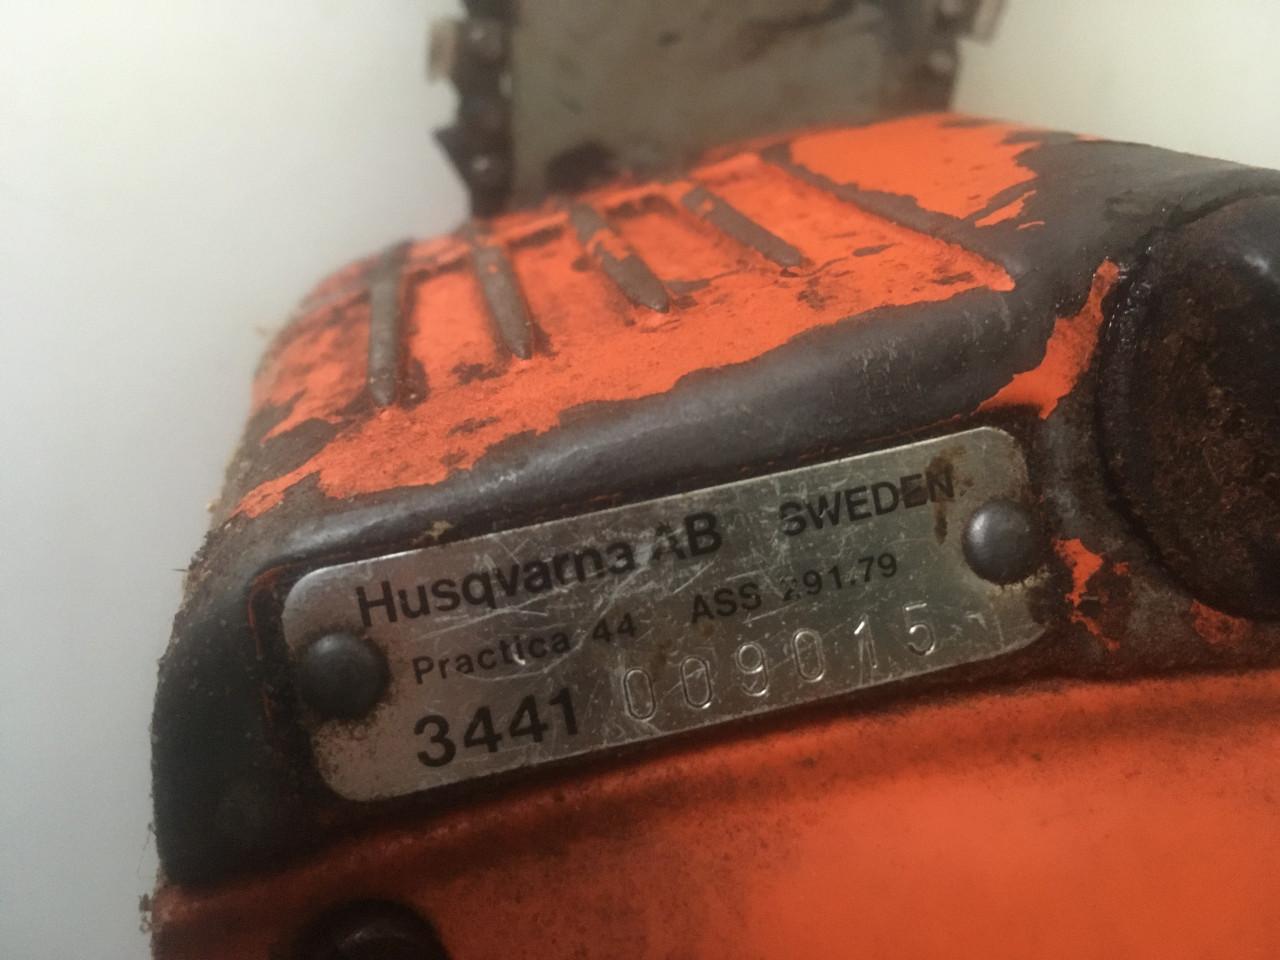 Husqvarna AB SWEDEN
Practica 44 ASS 291.79
3441 009015